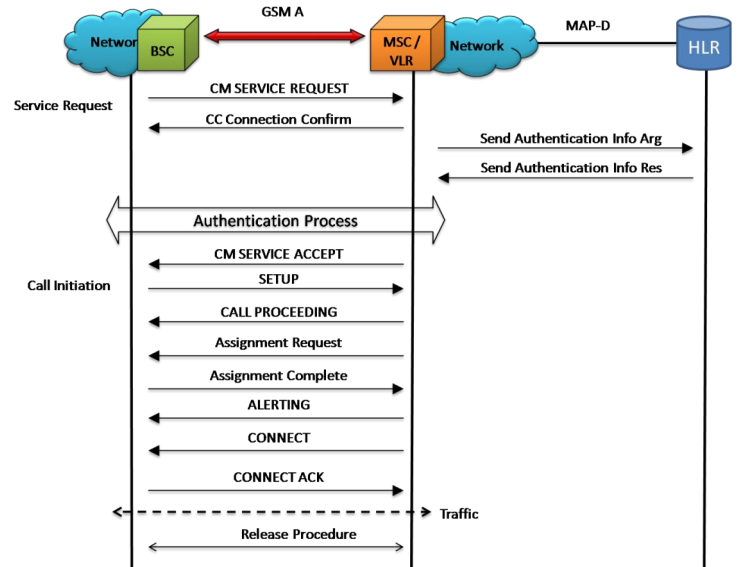 GSM A
MAP-D
Networ
BSC
MSC /
VLR
Network
HLR
CM SERVICE REQUEST
Service Request
CC Connection Confirm
Send Authentication Info Arg
Send Authentication Info Res
Authentication Process
CM SERVICE ACCEPT
Call Initiation
SETUP
CALL PROCEEDING
Assignment Request
Assignment Complete
ALERTING
CONNECT
CONNECT ACK
Traffic
Release Procedure